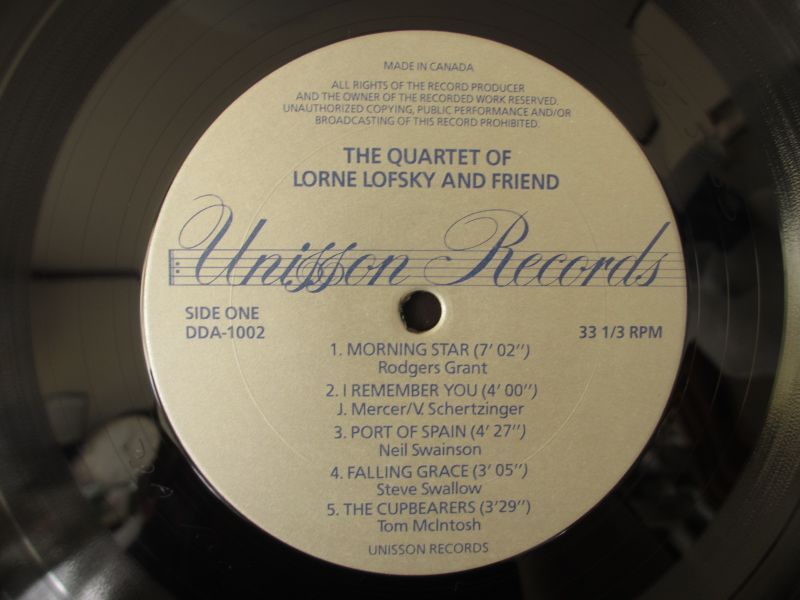 MADE IN CANADA
ALL RIGHTS OF THE RECORD PRODUCER
AND THE OWNER OF THE RECORDED WORK RESERVED.
UNAUTHORIZED COPYING, PUBLIC PERFORMANCE AND/OR
BROADCASTING OF THIS RECORD PROHIBITED.
THE QUARTET OF
LORNE LOFSKY AND FRIEND
Unisson Records
SIDE ONE
DDA-1002
33 1/3 RPM
1. MORNING STAR (7' 02'')
Rodgers Grant
2. I REMEMBER YOU (4' 00'')
J. Mercer/V. Schertzinger
3. PORT OF SPAIN (4' 27'')
Neil Swainson
4. FALLING GRACE (3' 05'')
Steve Swallow
5. THE CUPBEARERS (3'29'')
Tom McIntosh
UNISSON RECORDS